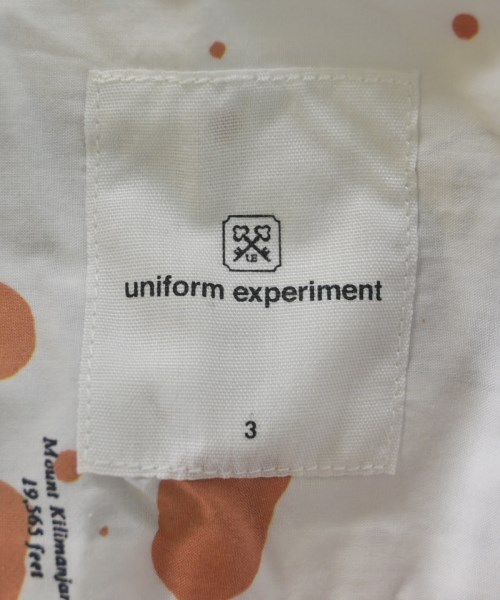 UE
uniform experiment
3
Mount Kilimanjar
19,565 feet